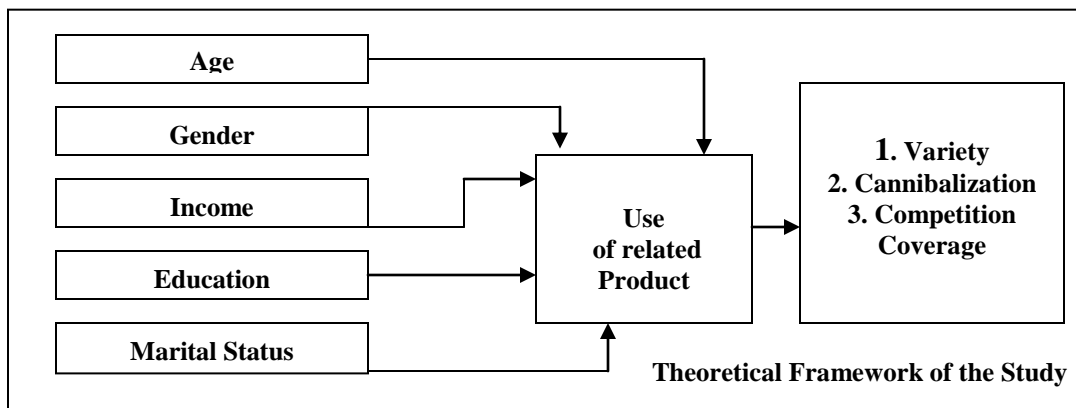 Age
Gender
Income
Education
Marital Status
Use
of related
Product
1. Variety
2. Cannibalization
3. Competition
Coverage
Theoretical Framework of the Study